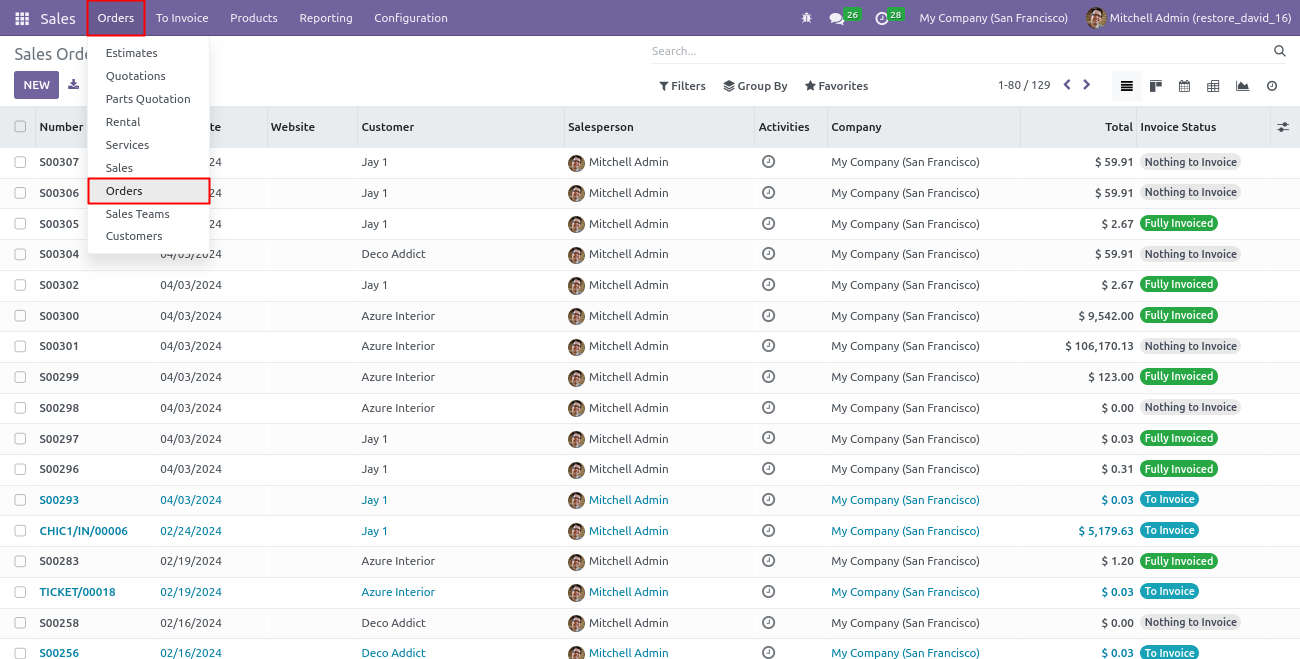 Sales Orders To Invoice Products Reporting Configuration 26 28 My Company (San Francisco) Mitchell Admin (restore_david_16)
Sales Orde
Search...
NEW
Filters Group By Favorites 1-80 / 129
Estimates
Quotations
Parts Quotation
Rental
Services
Sales
Orders
Sales Teams
Customers
Number te Website Customer Salesperson Activities Company Total Invoice Status
S00307 24 Jay 1 Mitchell Admin My Company (San Francisco) $ 59.91 Nothing to Invoice
S00306 24 Jay 1 Mitchell Admin My Company (San Francisco) $ 59.91 Nothing to Invoice
S00305 24 Jay 1 Mitchell Admin My Company (San Francisco) $ 2.67 Fully Invoiced
S00304 04/03/2024 Deco Addict Mitchell Admin My Company (San Francisco) $ 59.91 Nothing to Invoice
S00302 04/03/2024 Jay 1 Mitchell Admin My Company (San Francisco) $ 2.67 Fully Invoiced
S00300 04/03/2024 Azure Interior Mitchell Admin My Company (San Francisco) $ 9,542.00 Fully Invoiced
S00301 04/03/2024 Azure Interior Mitchell Admin My Company (San Francisco) $ 106,170.13 Nothing to Invoice
S00299 04/03/2024 Azure Interior Mitchell Admin My Company (San Francisco) $ 123.00 Fully Invoiced
S00298 04/03/2024 Azure Interior Mitchell Admin My Company (San Francisco) $ 0.00 Nothing to Invoice
S00297 04/03/2024 Jay 1 Mitchell Admin My Company (San Francisco) $ 0.03 Fully Invoiced
S00296 04/03/2024 Jay 1 Mitchell Admin My Company (San Francisco) $ 0.31 Fully Invoiced
S00293 04/03/2024 Jay 1 Mitchell Admin My Company (San Francisco) $ 0.03 To Invoice
CHIC1/IN/00006 02/24/2024 Jay 1 Mitchell Admin My Company (San Francisco) $ 5,179.63 To Invoice
S00283 02/19/2024 Azure Interior Mitchell Admin My Company (San Francisco) $ 1.20 Fully Invoiced
TICKET/00018 02/19/2024 Azure Interior Mitchell Admin My Company (San Francisco) $ 0.03 To Invoice
S00258 02/16/2024 Deco Addict Mitchell Admin My Company (San Francisco) $ 0.00 Nothing to Invoice
S00256 02/16/2024 Deco Addict Mitchell Admin My Company (San Francisco) $ 0.03 To Invoice